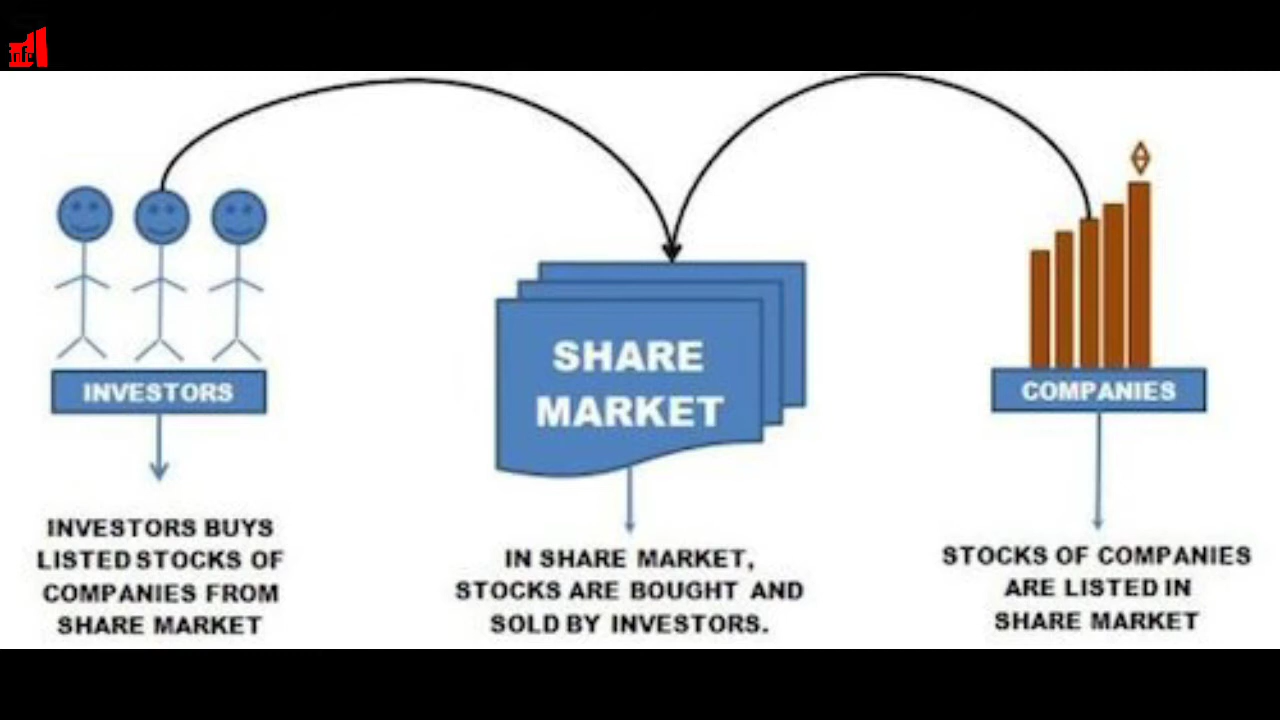 INVESTORS
INVESTORS BUYS
LISTED STOCKS OF
COMPANIES FROM
SHARE MARKET
SHARE
MARKET
IN SHARE MARKET,
STOCKS ARE BOUGHT AND
SOLD BY INVESTORS.
COMPANIES
STOCKS OF COMPANIES
ARE LISTED IN
SHARE MARKET